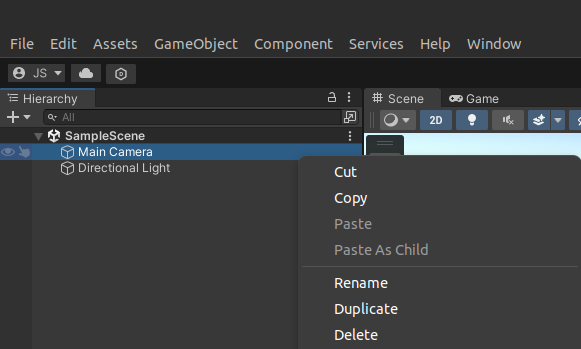 File Edit Assets GameObject Component Services Help Window
JS
Hierarchy
All
SampleScene
Main Camera
Directional Light
Scene Game
2D
Cut
Copy
Paste
Paste As Child
Rename
Duplicate
Delete